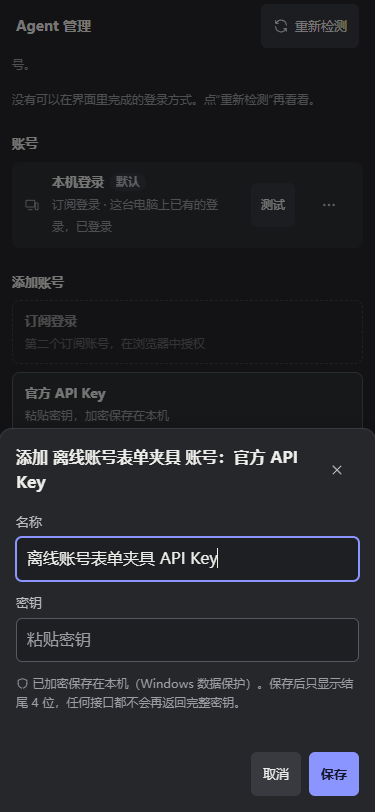 Agent 管理
重新检测
号。
没有可以在界面里完成的登录方式。点"重新检测"再看看。
账号
本机登录 默认
订阅登录 · 这台电脑上已有的登
录，已登录
测试
添加账号
订阅登录
第二个订阅账号，在浏览器中授权
官方 API Key
粘贴密钥，加密保存在本机
添加 离线账号表单夹具 账号：官方 API
Key
名称
离线账号表单夹具 API Key
密钥
粘贴密钥
已加密保存在本机（Windows 数据保护）。保存后只显示结
尾 4 位，任何接口都不会再返回完整密钥。
取消
保存